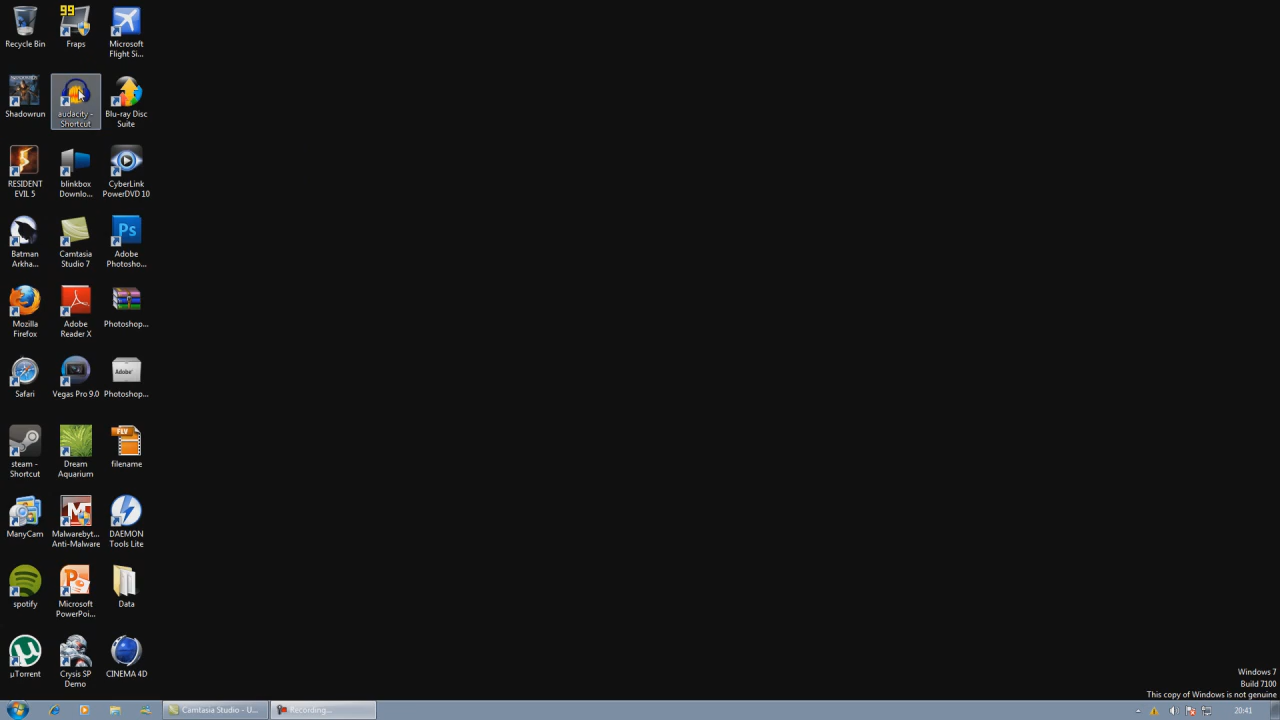 Recycle Bin
99
Fraps
Microsoft
Flight Si...
Shadowrun
audacity -
Shortcut
Blu-ray Disc
Suite
RESIDENT
EVIL 5
blinkbox
Downlo...
CyberLink
PowerDVD 10
Batman
Arkha...
Camtasia
Studio 7
Ps
Adobe
Photosho...
Mozilla
Firefox
Adobe
Reader X
Photoshop...
Safari
Vegas Pro 9.0
Adobe
Photoshop...
steam -
Shortcut
Dream
Aquarium
FLV
filename
ManyCam
Malwarebyt...
Anti-Malware
DAEMON
Tools Lite
spotify
Microsoft
PowerPoi...
Data
µTorrent
Crysis SP
Demo
CINEMA 4D
Windows 7
Build 7100
This copy of Windows is not genuine
Camtasia Studio - U...
Recording...
20:41